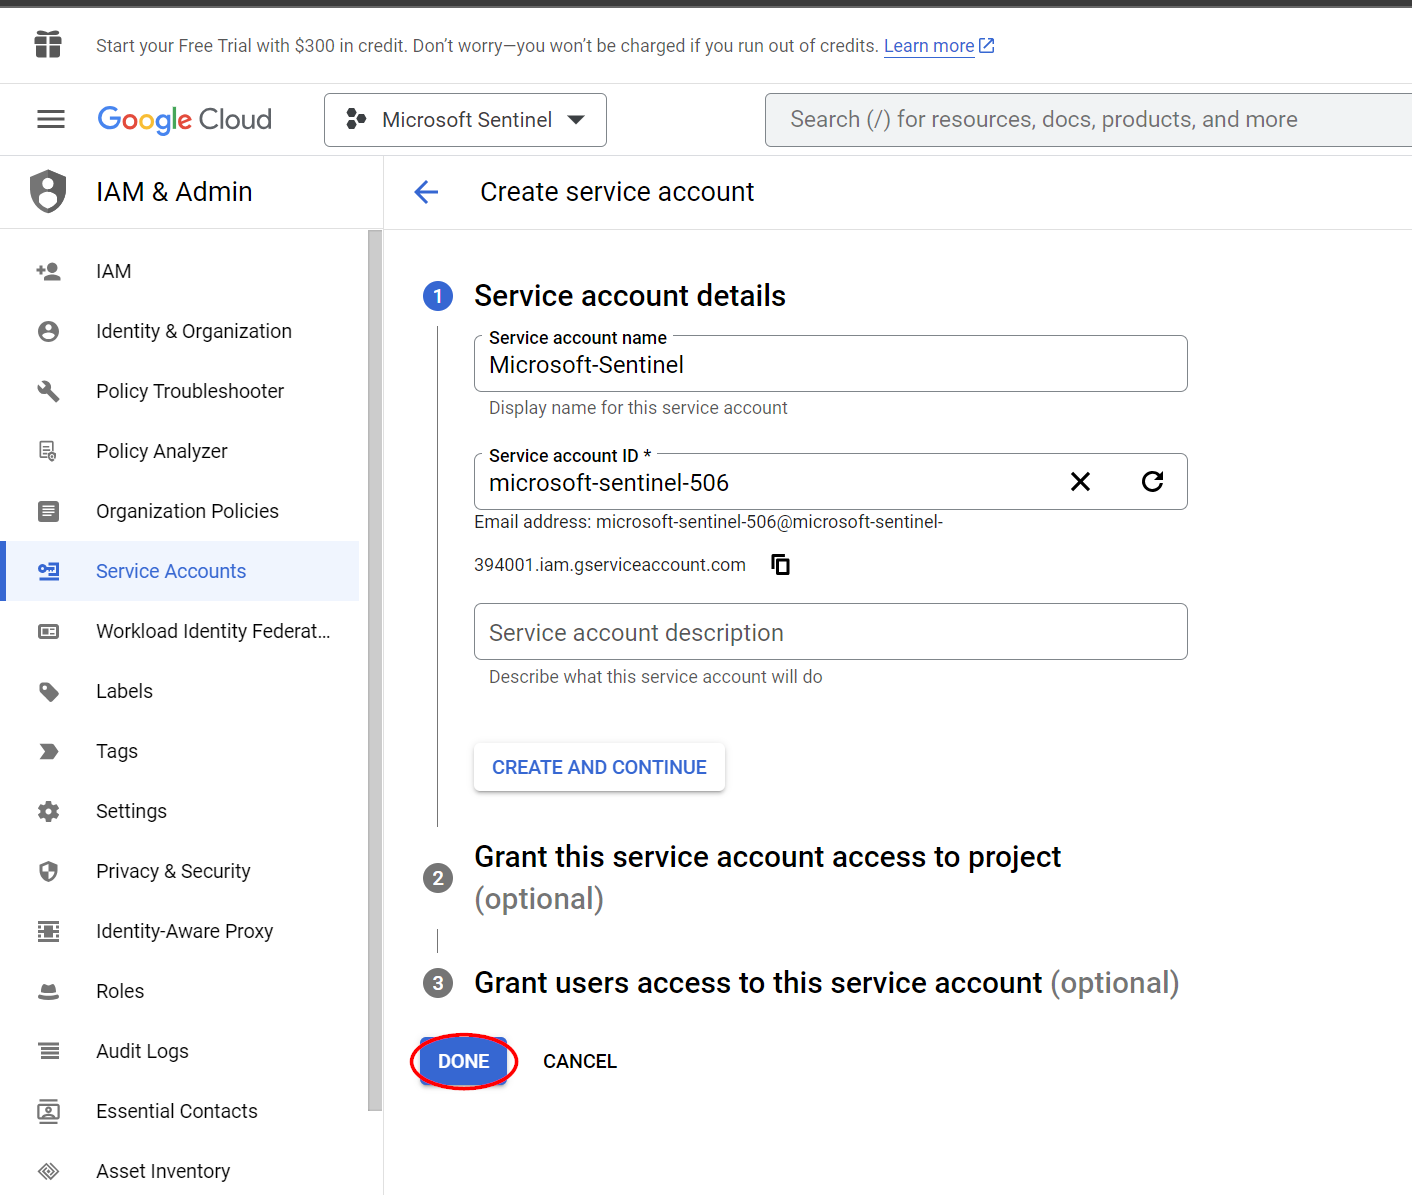 Start your Free Trial with $300 in credit. Don’t worry—you won’t be charged if you run out of credits. Learn more
Google Cloud
Microsoft Sentinel
Search (/) for resources, docs, products, and more
IAM & Admin
Create service account
IAM
Identity & Organization
Policy Troubleshooter
Policy Analyzer
Organization Policies
Service Accounts
Workload Identity Federat...
Labels
Tags
Settings
Privacy & Security
Identity-Aware Proxy
Roles
Audit Logs
Essential Contacts
Asset Inventory
1 Service account details
Service account name
Microsoft-Sentinel
Display name for this service account
Service account ID *
microsoft-sentinel-506
Email address: microsoft-sentinel-506@microsoft-sentinel-
394001.iam.gserviceaccount.com
Service account description
Describe what this service account will do
CREATE AND CONTINUE
2 Grant this service account access to project
(optional)
3 Grant users access to this service account (optional)
DONE CANCEL